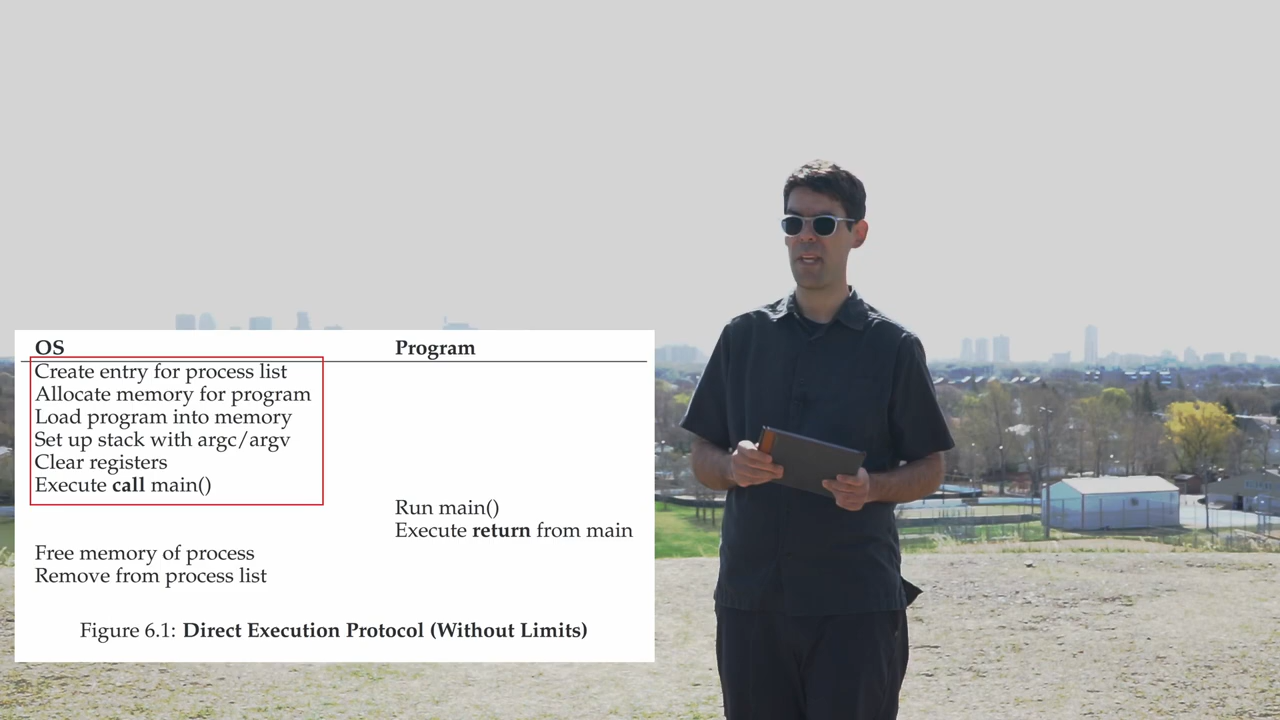 OS Program
Create entry for process list
Allocate memory for program
Load program into memory
Set up stack with argc/argv
Clear registers
Execute call main()
Run main()
Execute return from main
Free memory of process
Remove from process list
Figure 6.1: Direct Execution Protocol (Without Limits)